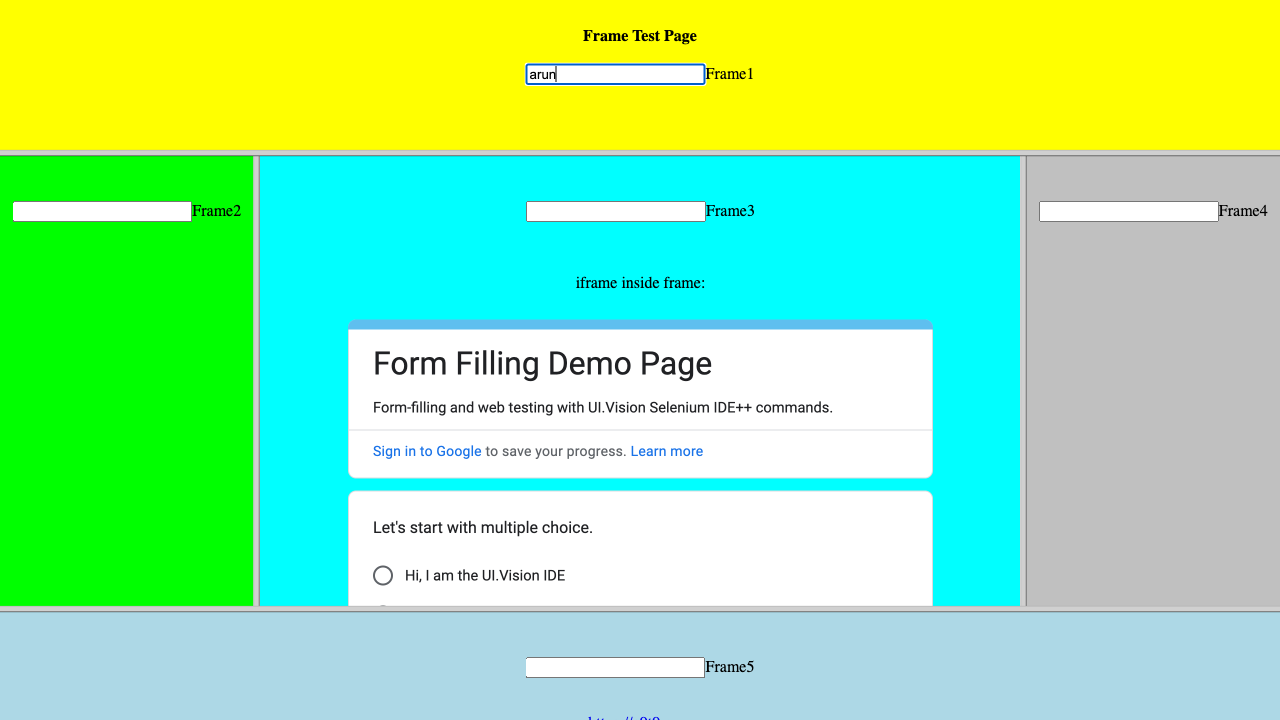 Frame Test Page
arun Frame1
Frame2
Frame3
Frame4
iframe inside frame:
Form Filling Demo Page
Form-filling and web testing with UI.Vision Selenium IDE++ commands.
Sign in to Google to save your progress. Learn more
Let's start with multiple choice.
Hi, I am the UI.Vision IDE
Frame5